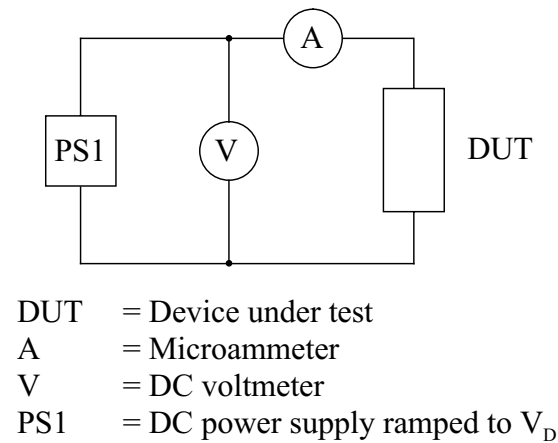 A
PS1
V
DUT
DUT = Device under test
A = Microammeter
V = DC voltmeter
PS1 = DC power supply ramped to V_D